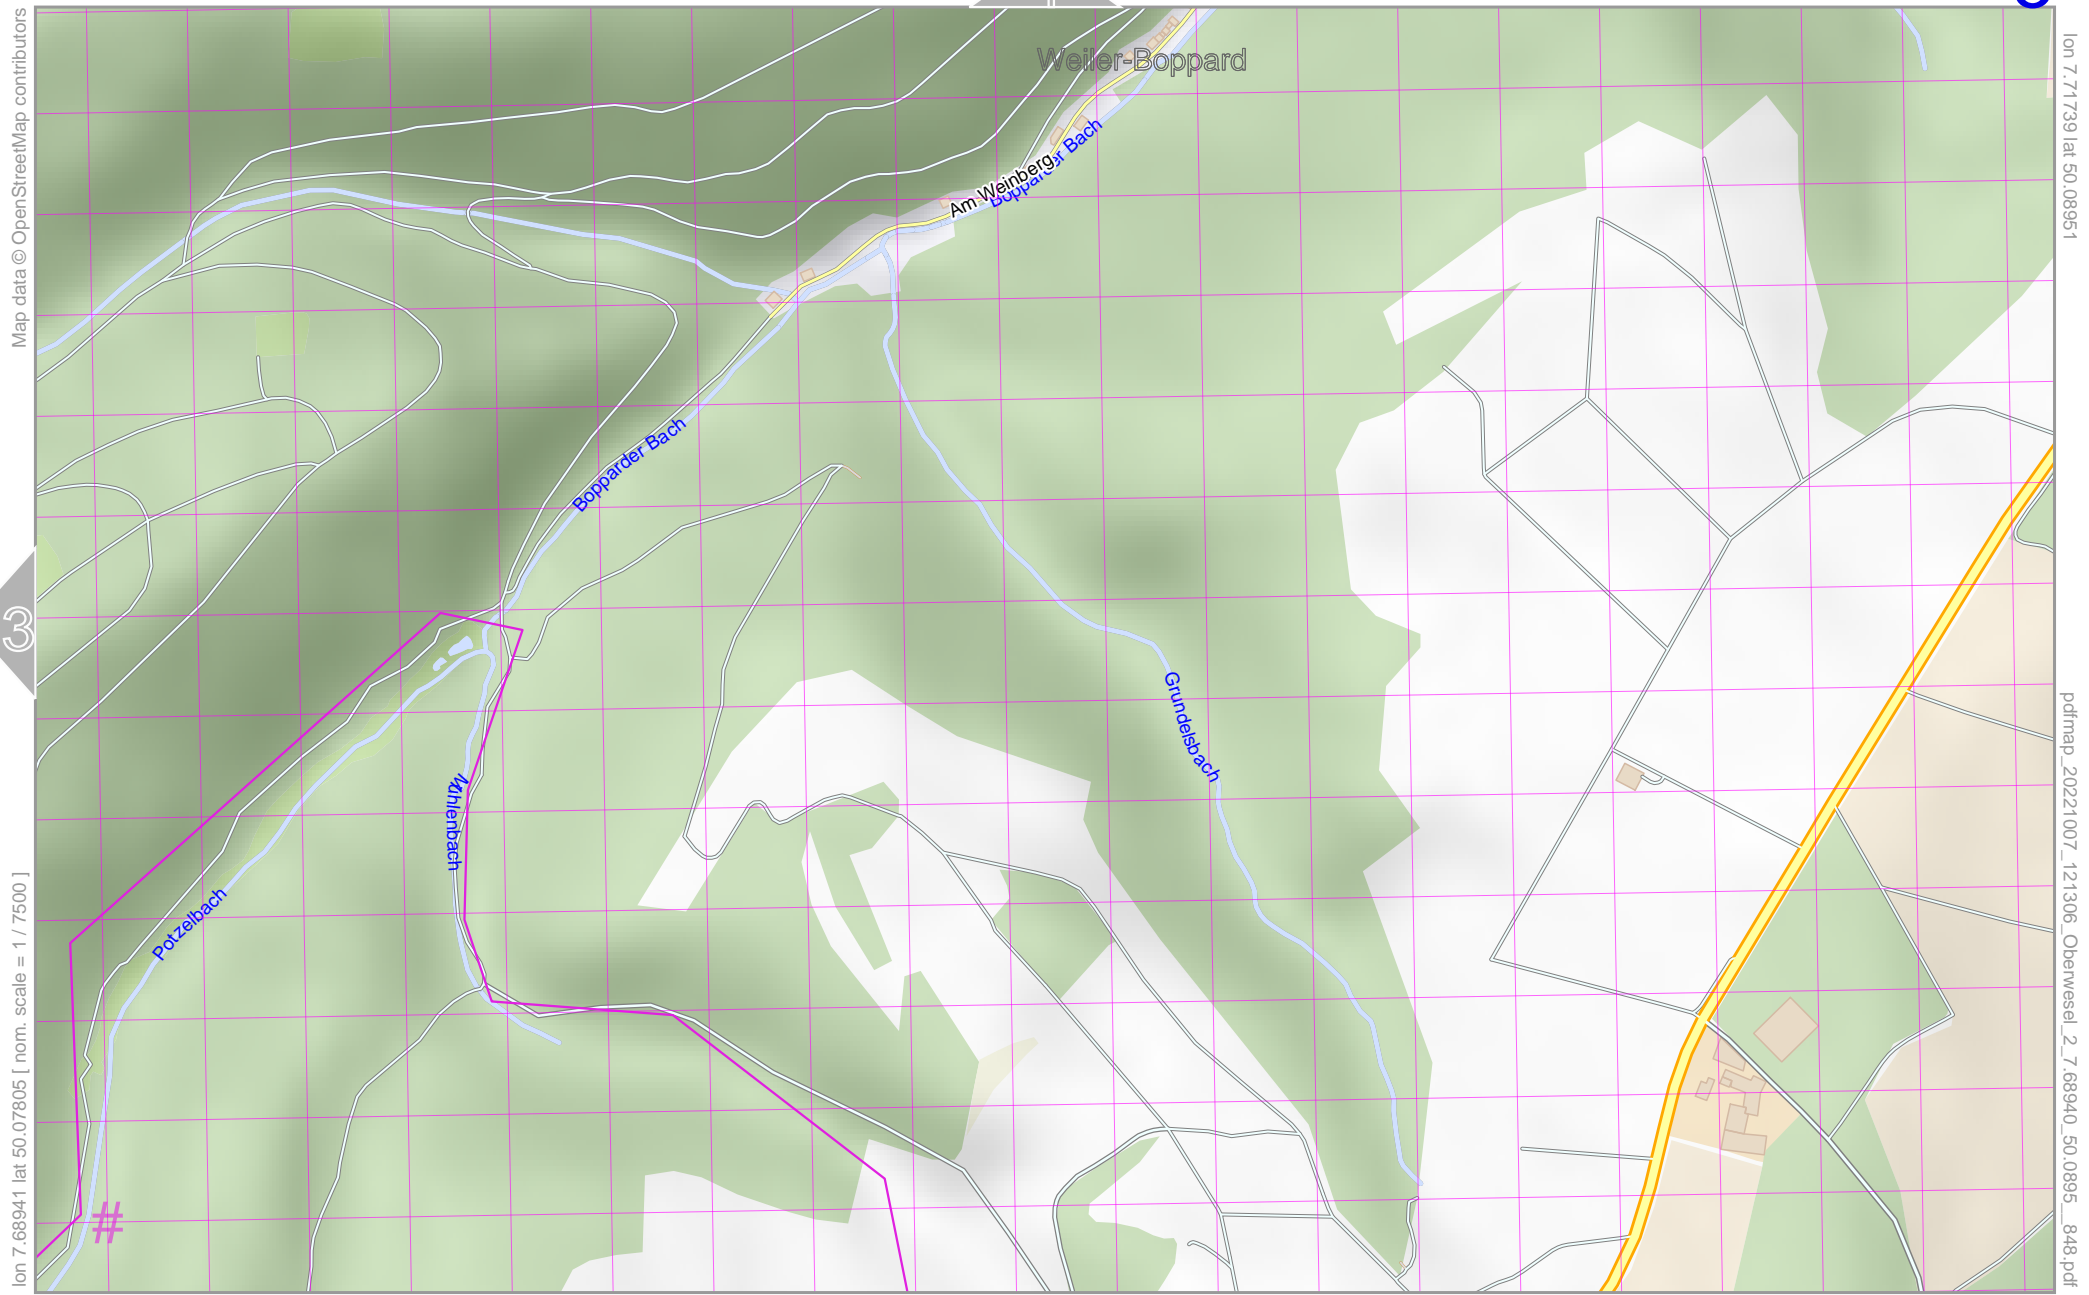 Map data © OpenStreetMap contributors
lon 7.71739 lat 50.08951
Weiler-Boppard
Bopparder Bach
Am Weinberg
Bopparder Bach
3
Grundelsbach
Mühlenbach
Potzelbach
#
lon 7.68941 lat 50.07805 [ nom. scale = 1 / 7500 ]
pdfmap_20221007_121306_Oberwesel_2_7.68940_50.0895__848.pdf